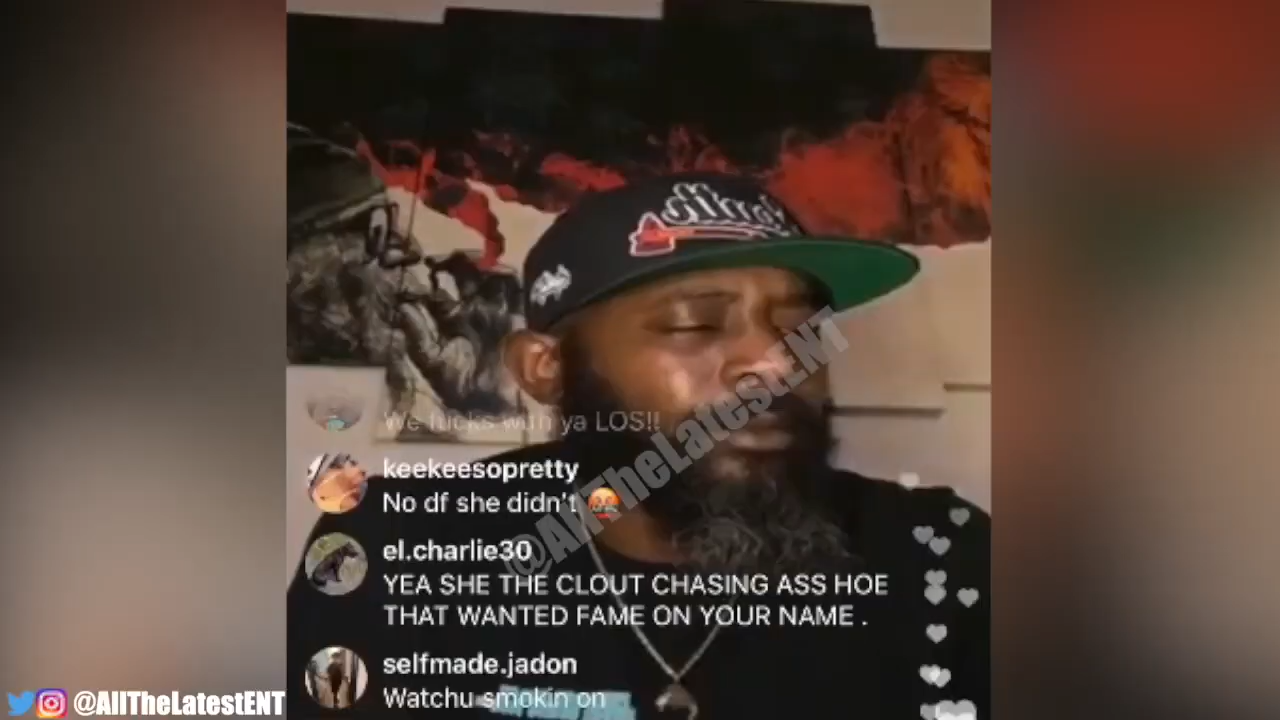 We fucks with ya LOS!!
keekeesopretty
No df she didn't 🤬
el.charlie30
YEA SHE THE CLOUT CHASING ASS HOE
THAT WANTED FAME ON YOUR NAME .
selfmade.jadon
Watchu smokin on
@AllTheLatestENT
@AllTheLatestENT